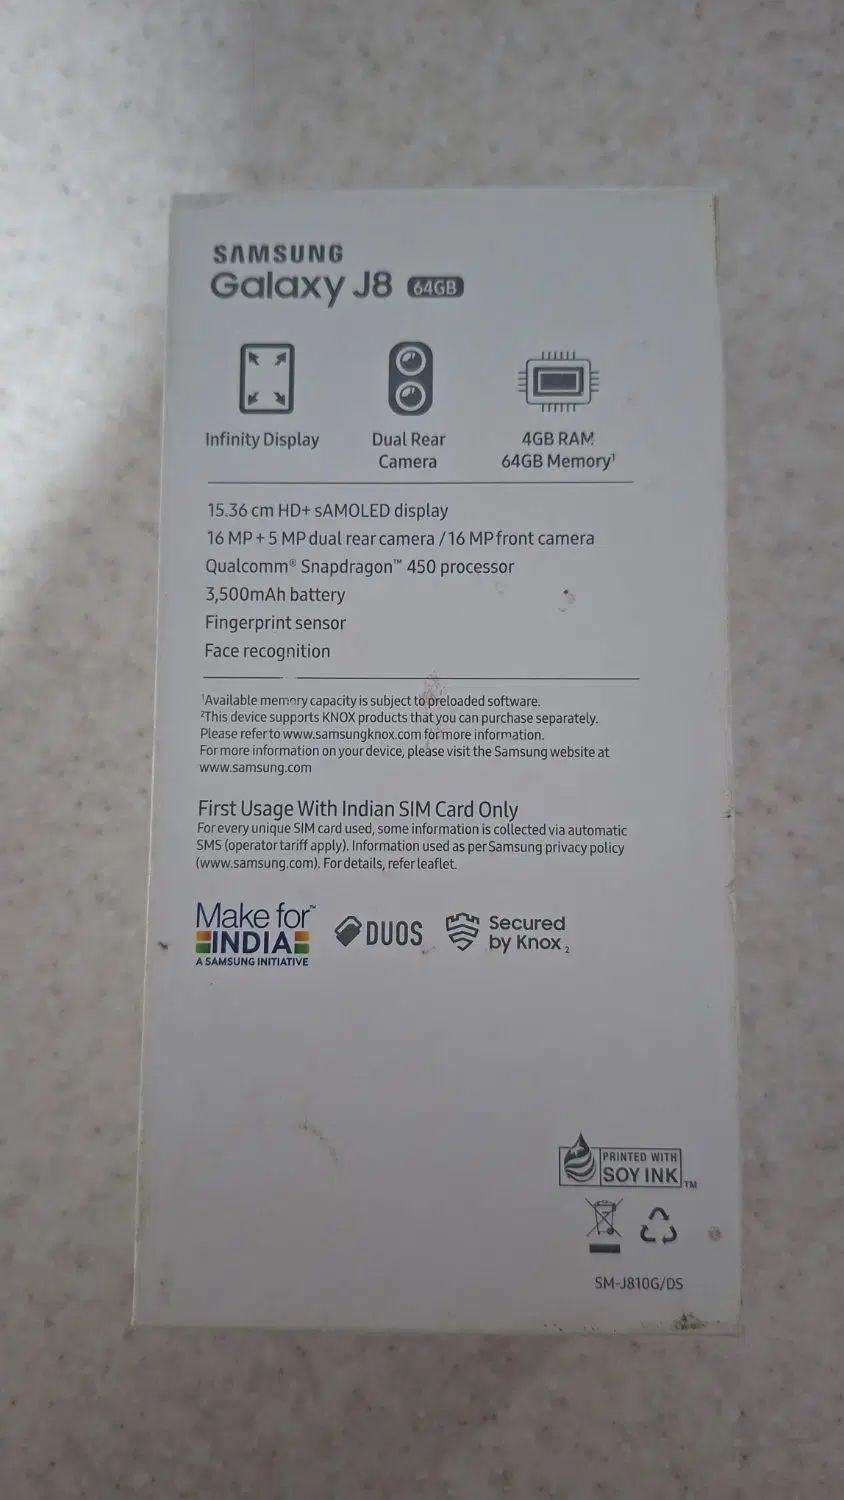 SAMSUNG
Galaxy J8 64GB
Infinity Display
Dual Rear
Camera
4GB RAM
64GB Memory¹
15.36 cm HD+ sAMOLED display
16 MP + 5 MP dual rear camera / 16 MP front camera
Qualcomm® Snapdragon™ 450 processor
3,500mAh battery
Fingerprint sensor
Face recognition
¹Available memory capacity is subject to preloaded software.
²This device supports KNOX products that you can purchase separately.
Please refer to www.samsungknox.com for more information.
For more information on your device, please visit the Samsung website at
www.samsung.com
First Usage With Indian SIM Card Only
For every unique SIM card used, some information is collected via automatic
SMS (operator tariff apply). Information used as per Samsung privacy policy
(www.samsung.com). For details, refer leaflet.
Make for™
INDIA
A SAMSUNG INITIATIVE
DUOS
Secured
by Knox ₂
PRINTED WITH
SOY INK™
SM-J810G/DS